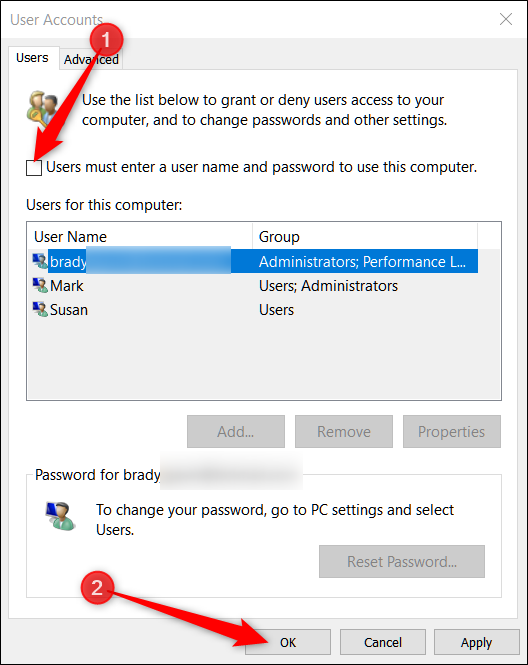 User Accounts
1
Users Advanced
Use the list below to grant or deny users access to your
computer, and to change passwords and other settings.
Users must enter a user name and password to use this computer.
Users for this computer:
User Name Group
brady Administrators; Performance L...
Mark Users; Administrators
Susan Users
Add... Remove Properties
Password for brady
To change your password, go to PC settings and select
Users.
Reset Password...
2
OK Cancel Apply